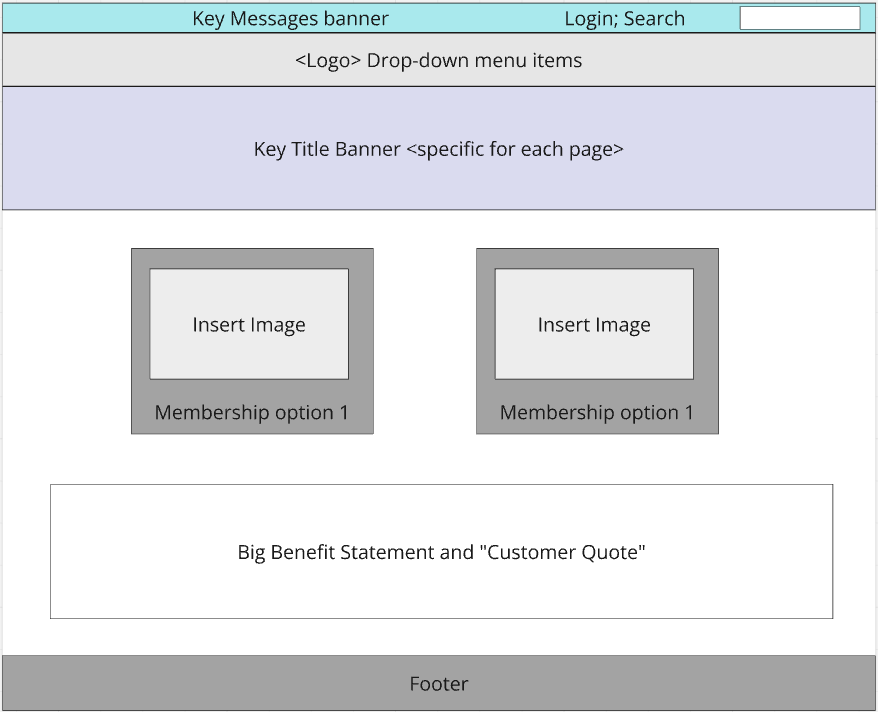 Key Messages banner Login; Search
<Logo> Drop-down menu items
Key Title Banner <specific for each page>
Insert Image
Membership option 1
Insert Image
Membership option 1
Big Benefit Statement and "Customer Quote"
Footer